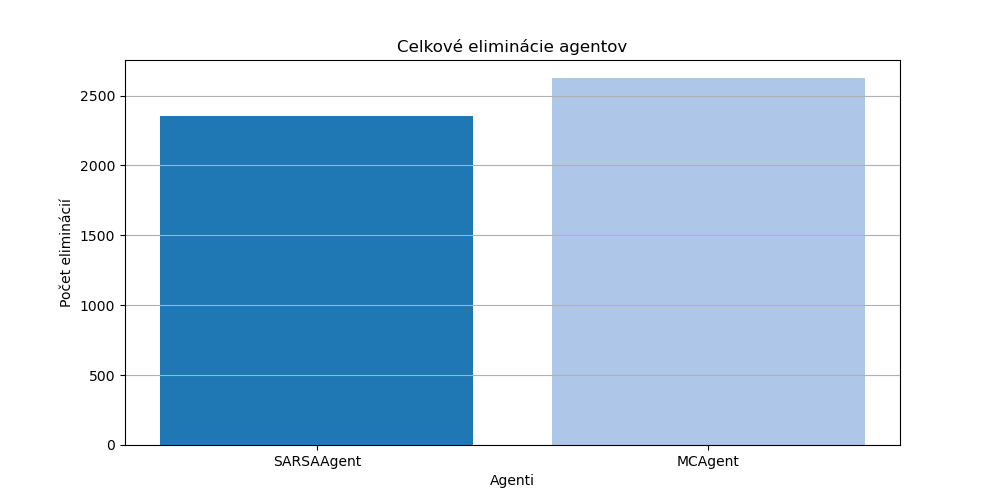 Celkové eliminácie agentov
2500
2000
1500
1000
500
0
Počet eliminácií
SARSAAgent
MCAgent
Agenti